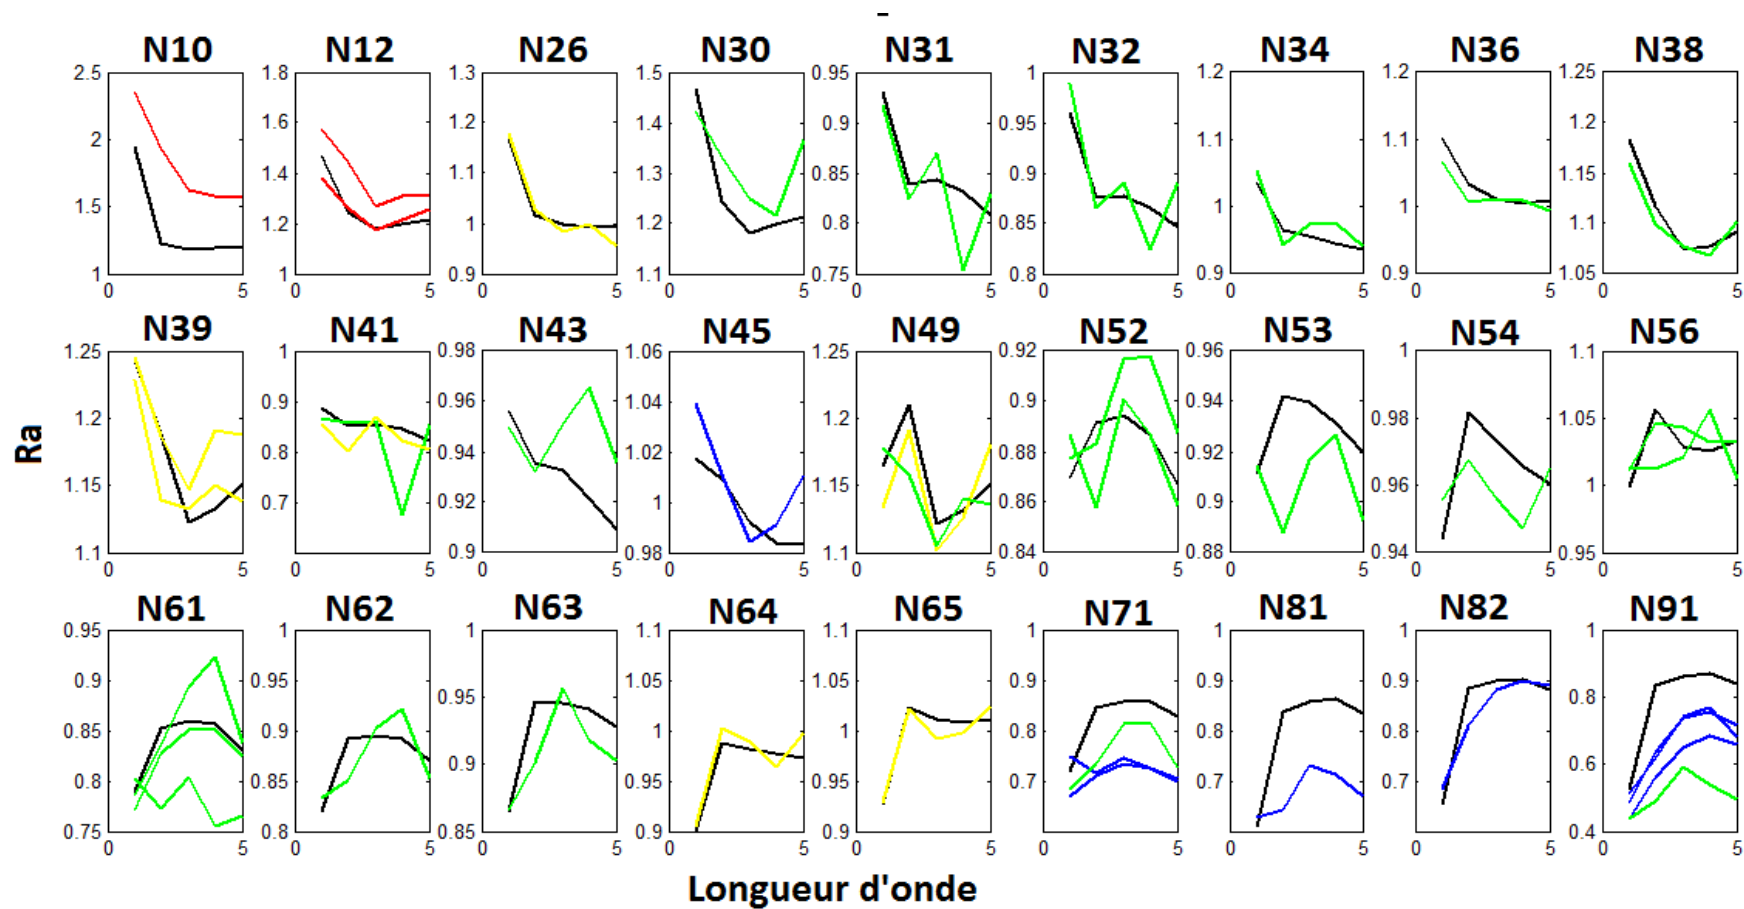 N10 N12 N26 N30 N31 N32 N34 N36 N38
2.5 1.8 1.3 1.5 0.95 1 1.2 1.2 1.25
2 1.6 1.2 1.4 0.9 0.95 1.1 1.1 1.2
1.5 1.4 1.1 1.3 0.85 0.9 1 1 1.15
1 1.2 1 1.2 0.8 0.85 0.9 0.9 1.1
1 0.9 1.1 0.75 0.8 1.05
0 5 0 5 0 5 0 5 0 5 0 5 0 5 0 5 0 5
N39 N41 N43 N45 N49 N52 N53 N54 N56
1.25 1 0.98 1.06 1.25 0.92 0.96 1 1.1
1.2 0.9 0.96 1.04 1.2 0.9 0.94 0.98 1.05
1.15 0.8 0.94 1.02 1.15 0.88 0.92 0.96 1
1.1 0.7 0.92 1 1.1 0.86 0.9 0.94 0.95
0.9 0.98 0.84 0.88
0 5 0 5 0 5 0 5 0 5 0 5 0 5 0 5 0 5
Ra
N61 N62 N63 N64 N65 N71 N81 N82 N91
0.95 1 1 1.1 1.1 1 1 1 1
0.9 0.95 0.95 1.05 1.05 0.9 0.9 0.9 0.8
0.85 0.9 0.9 1 1 0.8 0.8 0.8 0.6
0.8 0.85 0.85 0.95 0.95 0.7 0.7 0.7 0.4
0.75 0.8 0.9 0.9
0 5 0 5 0 5 0 5 0 5 0 5 0 5 0 5 0 5
Longueur d'onde